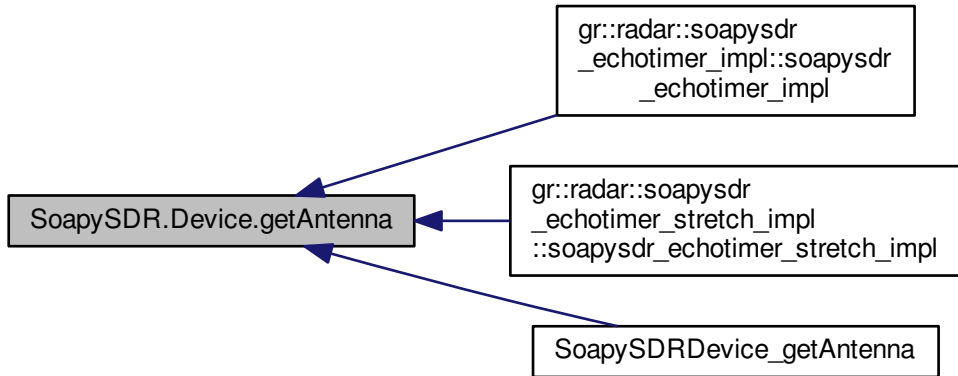 gr::radar::soapysdr
_echotimer_impl::soapysdr
_echotimer_impl
SoapySDR.Device.getAntenna
gr::radar::soapysdr
_echotimer_stretch_impl
::soapysdr_echotimer_stretch_impl
SoapySDRDevice_getAntenna